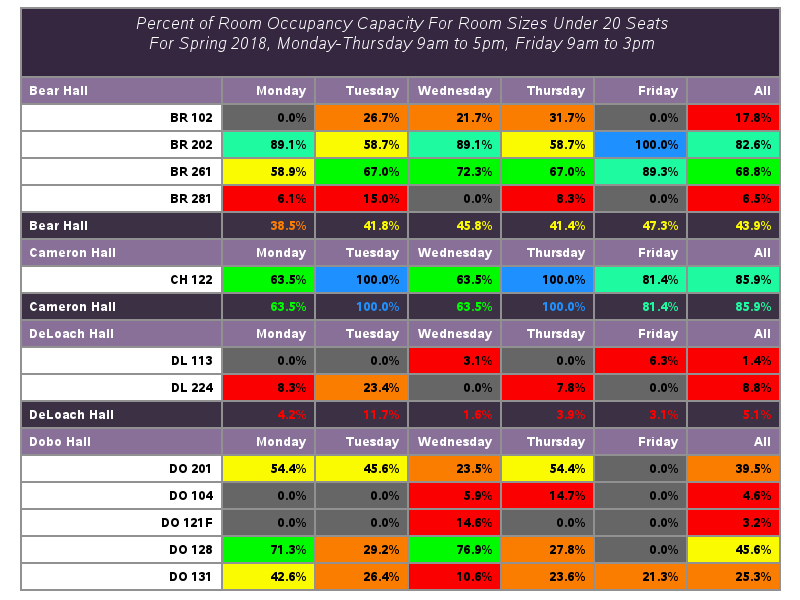 Percent of Room Occupancy Capacity For Room Sizes Under 20 Seats
For Spring 2018, Monday-Thursday 9am to 5pm, Friday 9am to 3pm
Bear Hall Monday Tuesday Wednesday Thursday Friday All
BR 102 0.0% 26.7% 21.7% 31.7% 0.0% 17.8%
BR 202 89.1% 58.7% 89.1% 58.7% 100.0% 82.6%
BR 261 58.9% 67.0% 72.3% 67.0% 89.3% 68.8%
BR 281 6.1% 15.0% 0.0% 8.3% 0.0% 6.5%
Bear Hall 38.5% 41.8% 45.8% 41.4% 47.3% 43.9%
Cameron Hall Monday Tuesday Wednesday Thursday Friday All
CH 122 63.5% 100.0% 63.5% 100.0% 81.4% 85.9%
Cameron Hall 63.5% 100.0% 63.5% 100.0% 81.4% 85.9%
DeLoach Hall Monday Tuesday Wednesday Thursday Friday All
DL 113 0.0% 0.0% 3.1% 0.0% 6.3% 1.4%
DL 224 8.3% 23.4% 0.0% 7.8% 0.0% 8.8%
DeLoach Hall 4.2% 11.7% 1.6% 3.9% 3.1% 5.1%
Dobo Hall Monday Tuesday Wednesday Thursday Friday All
DO 201 54.4% 45.6% 23.5% 54.4% 0.0% 39.5%
DO 104 0.0% 0.0% 5.9% 14.7% 0.0% 4.6%
DO 121F 0.0% 0.0% 14.6% 0.0% 0.0% 3.2%
DO 128 71.3% 29.2% 76.9% 27.8% 0.0% 45.6%
DO 131 42.6% 26.4% 10.6% 23.6% 21.3% 25.3%